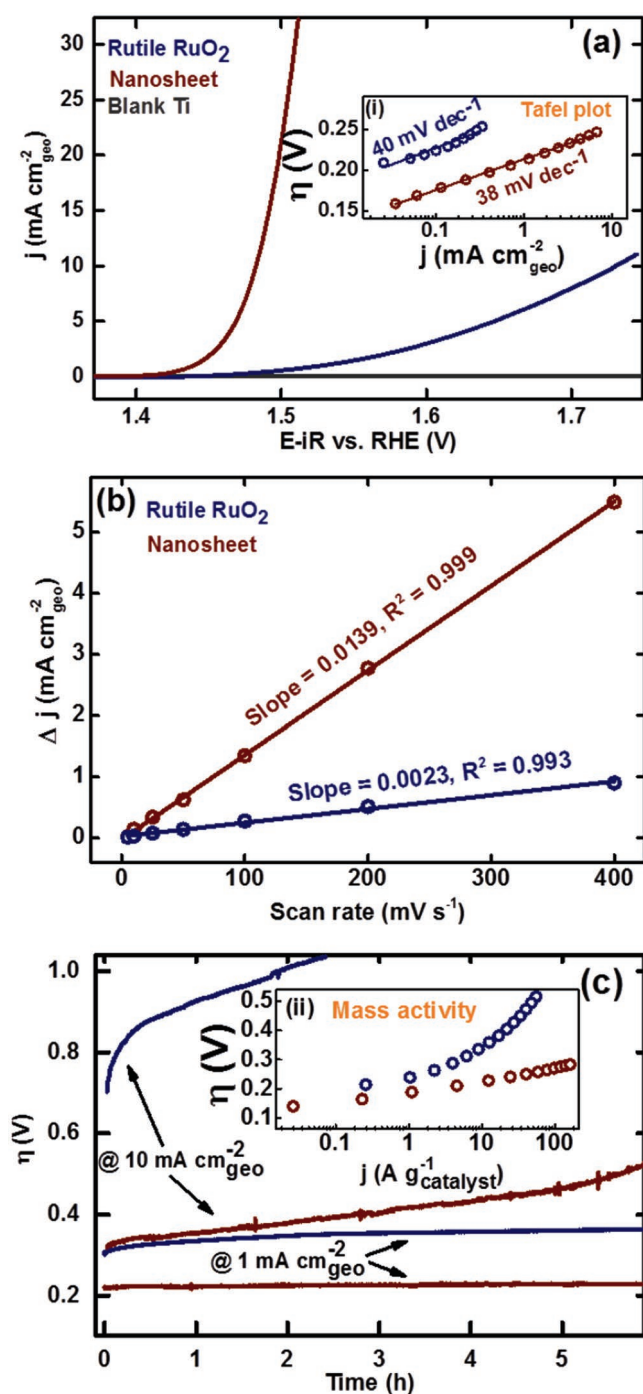 (a)
Rutile RuO₂
Nanosheet
Blank Ti
j (mA cm⁻²geo)
30
25
20
15
10
5
0
1.4 1.5 1.6 1.7
E-iR vs. RHE (V)
(i)
Tafel plot
40 mV dec-1
38 mV dec-1
η (V)
0.25
0.20
0.15
0.1 1 10
j (mA cm⁻²geo)
(b)
Rutile RuO₂
Nanosheet
Δ j (mA cm⁻²geo)
5
4
3
2
1
0
Slope = 0.0139, R² = 0.999
Slope = 0.0023, R² = 0.993
0 100 200 300 400
Scan rate (mV s⁻¹)
(c)
η (V)
1.0
0.8
0.6
0.4
0.2
@ 10 mA cm⁻²geo
@ 1 mA cm⁻²geo
0 1 2 3 4 5
Time (h)
(ii)
Mass activity
η (V)
0.5
0.4
0.3
0.2
0.1
0.1 1 10 100
j (A g⁻¹catalyst)